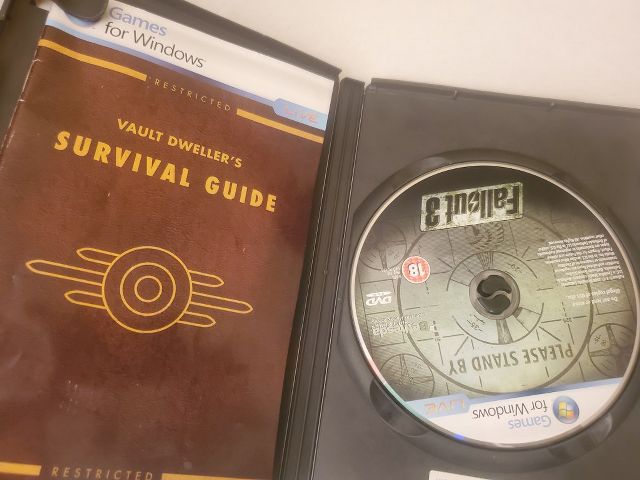 Games
for Windows
LIVE
RESTRICTED
VAULT DWELLER'S
SURVIVAL GUIDE
RESTRICTED
Fallout 3
18
DVD
Bethesda
PLEASE STAND BY
LIVE
Games
for Windows